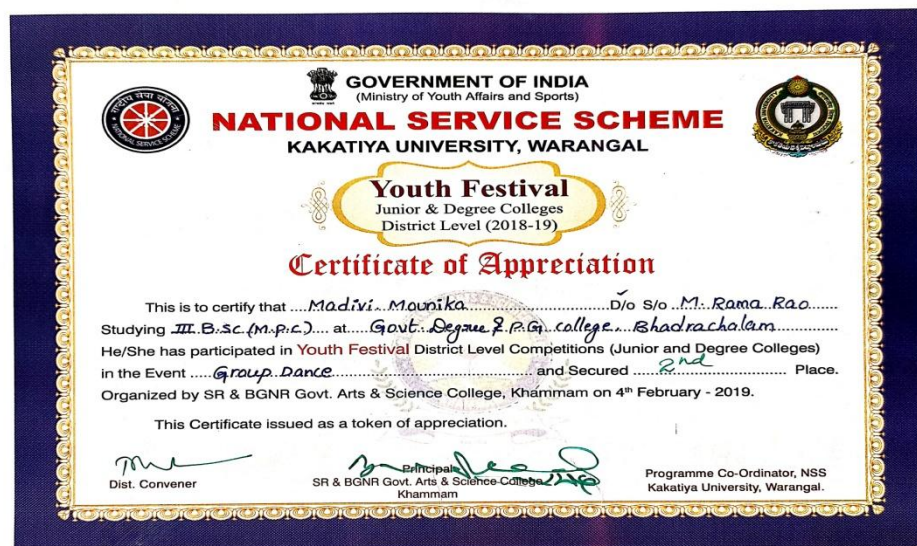 GOVERNMENT OF INDIA
(Ministry of Youth Affairs and Sports)
NATIONAL SERVICE SCHEME
KAKATIYA UNIVERSITY, WARANGAL
राष्ट्रीय सेवा योजना
NATIONAL SERVICE SCHEME
Youth Festival
Junior & Degree Colleges
District Level (2018-19)
Certificate of Appreciation
This is to certify that Madivi. Mounika D/o S/o M. Rama Rao
Studying III B.Sc (M.P.C) at Govt. Degree & P.G. college. Bhadrachalam
He/She has participated in Youth Festival District Level Competitions (Junior and Degree Colleges)
in the Event Group Dance and Secured 2nd Place.
Organized by SR & BGNR Govt. Arts & Science College, Khammam on 4th February - 2019.
This Certificate issued as a token of appreciation.
Dist. Convener
Principal
SR & BGNR Govt. Arts & Science College
Khammam
Programme Co-Ordinator, NSS
Kakatiya University, Warangal.